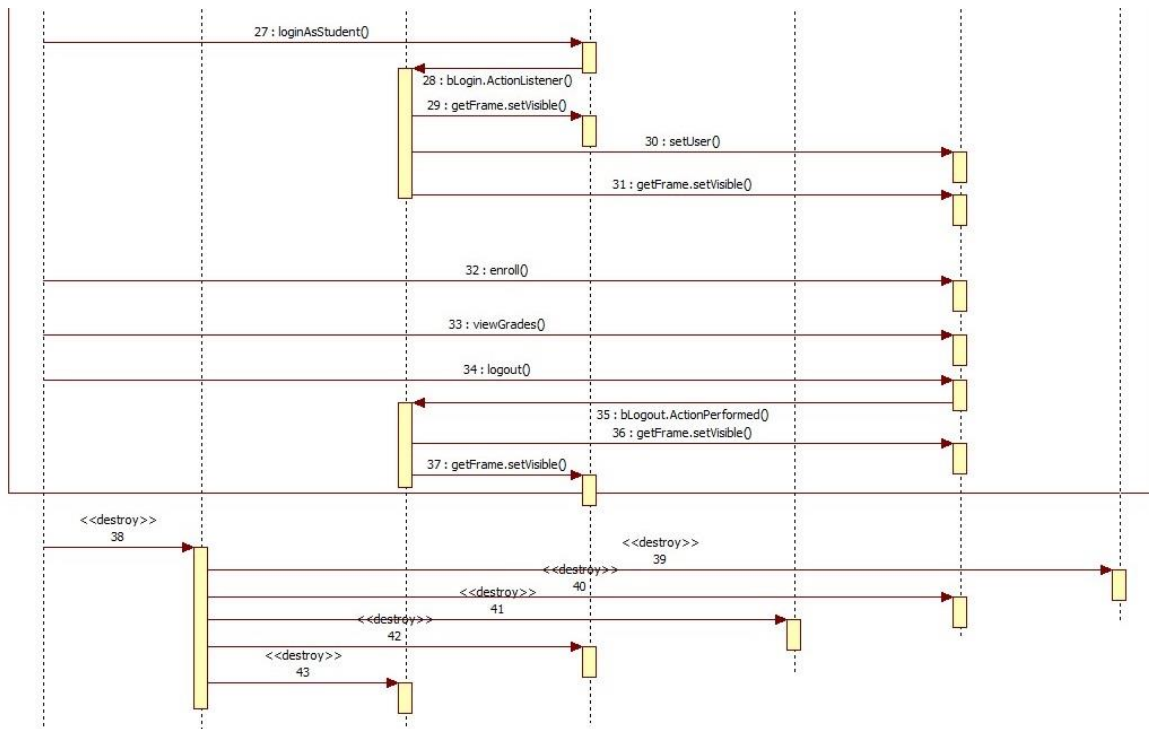 27 : loginAsStudent()
28 : bLogin.ActionListener()
29 : getFrame.setVisible()
30 : setUser()
31 : getFrame.setVisible()
32 : enroll()
33 : viewGrades()
34 : logout()
35 : bLogout.ActionPerformed()
36 : getFrame.setVisible()
37 : getFrame.setVisible()
<<destroy>>
38
<<destroy>>
39
<<destroy>>
40
<<destroy>>
41
<<destroy>>
42
<<destroy>>
43